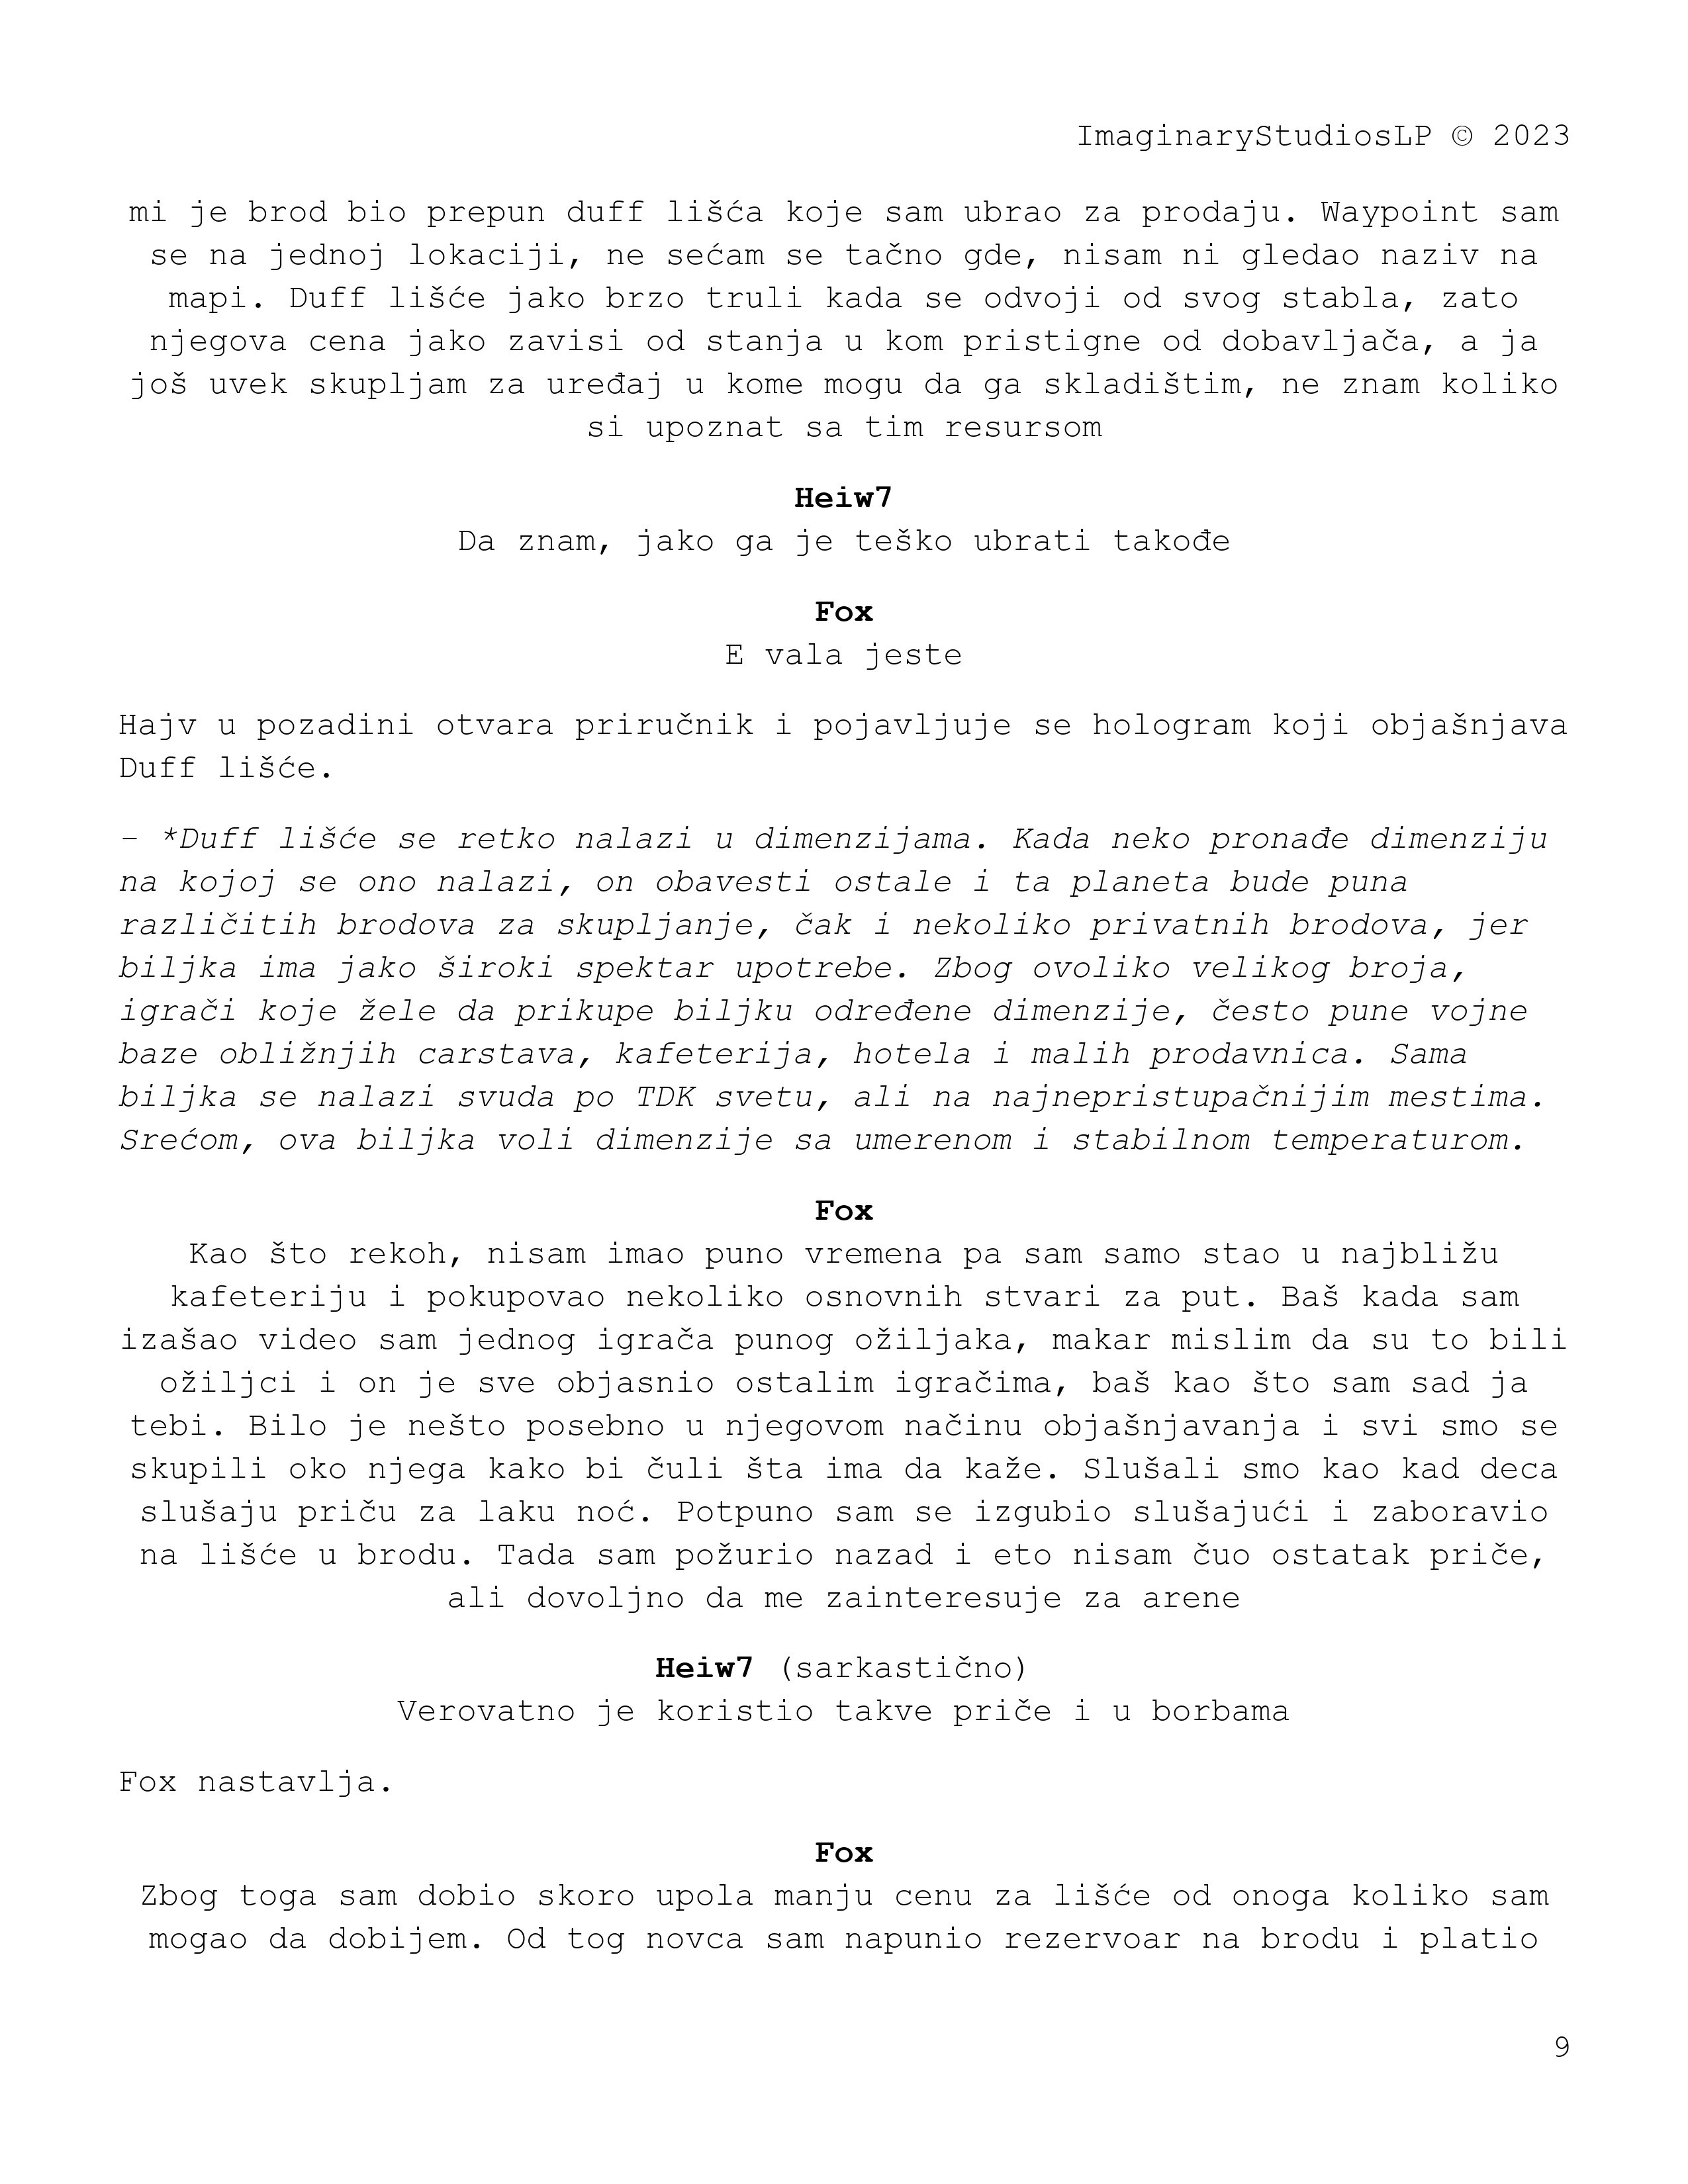 ImaginaryStudiosLP © 2023
mi je brod bio prepun duff lišća koje sam ubrao za prodaju. Waypoint sam
se na jednoj lokaciji, ne sećam se tačno gde, nisam ni gledao naziv na
mapi. Duff lišće jako brzo truli kada se odvoji od svog stabla, zato
njegova cena jako zavisi od stanja u kom pristigne od dobavljača, a ja
još uvek skupljam za uređaj u kome mogu da ga skladištim, ne znam koliko
si upoznat sa tim resursom
Heiw7
Da znam, jako ga je teško ubrati takođe
Fox
E vala jeste
Hajv u pozadini otvara priručnik i pojavljuje se hologram koji objašnjava
Duff lišće.
- *Duff lišće se retko nalazi u dimenzijama. Kada neko pronađe dimenziju
na kojoj se ono nalazi, on obavesti ostale i ta planeta bude puna
različitih brodova za skupljanje, čak i nekoliko privatnih brodova, jer
biljka ima jako široki spektar upotrebe. Zbog ovoliko velikog broja,
igrači koje žele da prikupe biljku određene dimenzije, često pune vojne
baze obližnjih carstava, kafeterija, hotela i malih prodavnica. Sama
biljka se nalazi svuda po TDK svetu, ali na najnepristupačnijim mestima.
Srećom, ova biljka voli dimenzije sa umerenom i stabilnom temperaturom.
Fox
Kao što rekoh, nisam imao puno vremena pa sam samo stao u najbližu
kafeteriju i pokupovao nekoliko osnovnih stvari za put. Baš kada sam
izašao video sam jednog igrača punog ožiljaka, makar mislim da su to bili
ožiljci i on je sve objasnio ostalim igračima, baš kao što sam sad ja
tebi. Bilo je nešto posebno u njegovom načinu objašnjavanja i svi smo se
skupili oko njega kako bi čuli šta ima da kaže. Slušali smo kao kad deca
slušaju priču za laku noć. Potpuno sam se izgubio slušajući i zaboravio
na lišće u brodu. Tada sam požurio nazad i eto nisam čuo ostatak priče,
ali dovoljno da me zainteresuje za arene
Heiw7 (sarkastično)
Verovatno je koristio takve priče i u borbama
Fox nastavlja.
Fox
Zbog toga sam dobio skoro upola manju cenu za lišće od onoga koliko sam
mogao da dobijem. Od tog novca sam napunio rezervoar na brodu i platio
9